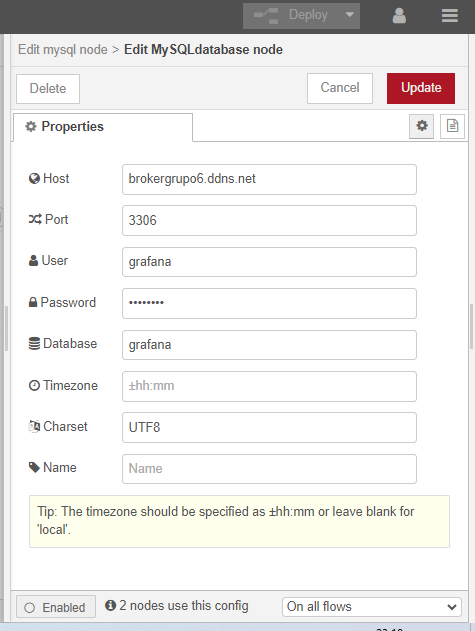 Deploy
Edit mysql node > Edit MySQLdatabase node
Delete
Cancel
Update
Properties
Host
brokergrupo6.ddns.net
Port
3306
User
grafana
Password
••••••••
Database
grafana
Timezone
±hh:mm
Charset
UTF8
Name
Name
Tip: The timezone should be specified as ±hh:mm or leave blank for
'local'.
Enabled
2 nodes use this config
On all flows